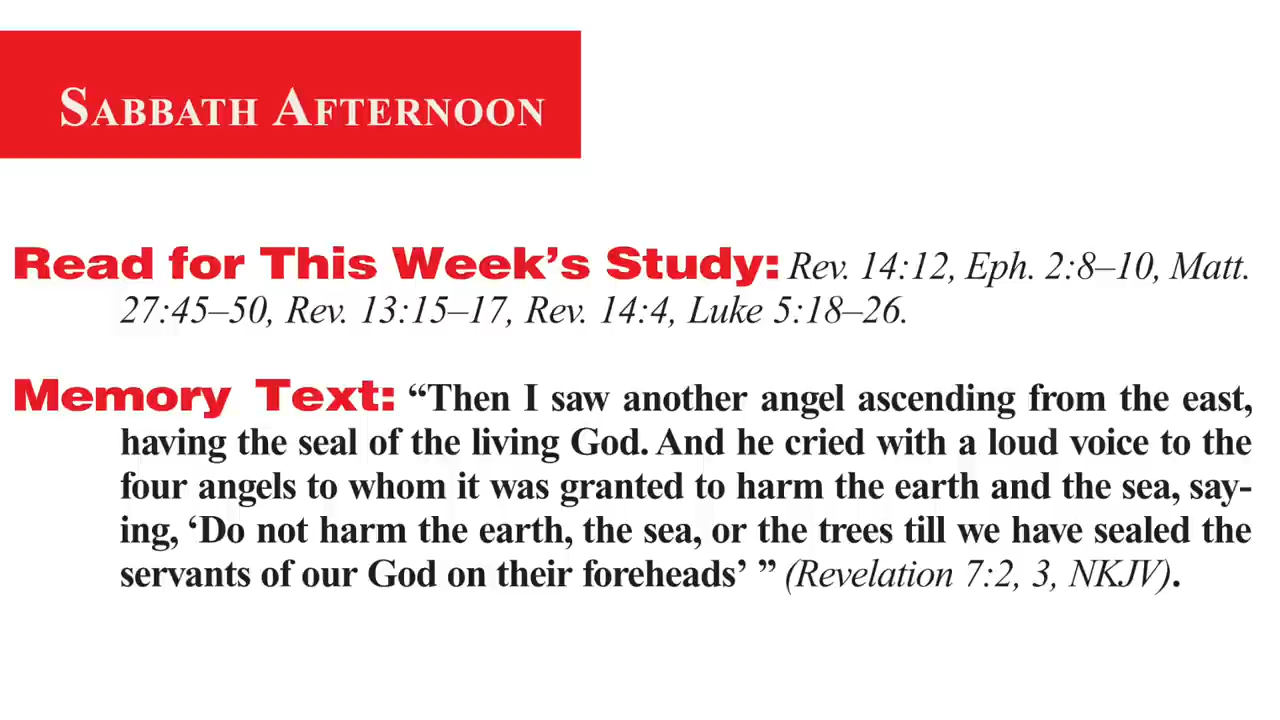 SABBATH AFTERNOON
Read for This Week’s Study: Rev. 14:12, Eph. 2:8–10, Matt.
27:45–50, Rev. 13:15–17, Rev. 14:4, Luke 5:18–26.
Memory Text: “Then I saw another angel ascending from the east,
having the seal of the living God. And he cried with a loud voice to the
four angels to whom it was granted to harm the earth and the sea, say-
ing, ‘Do not harm the earth, the sea, or the trees till we have sealed the
servants of our God on their foreheads’ ” (Revelation 7:2, 3, NKJV).